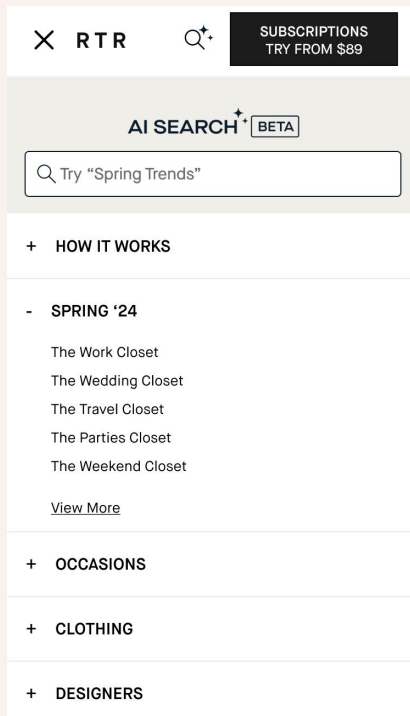 RTR
SUBSCRIPTIONS
TRY FROM $89
AI SEARCH BETA
Try “Spring Trends”
+ HOW IT WORKS
- SPRING ‘24
The Work Closet
The Wedding Closet
The Travel Closet
The Parties Closet
The Weekend Closet
View More
+ OCCASIONS
+ CLOTHING
+ DESIGNERS